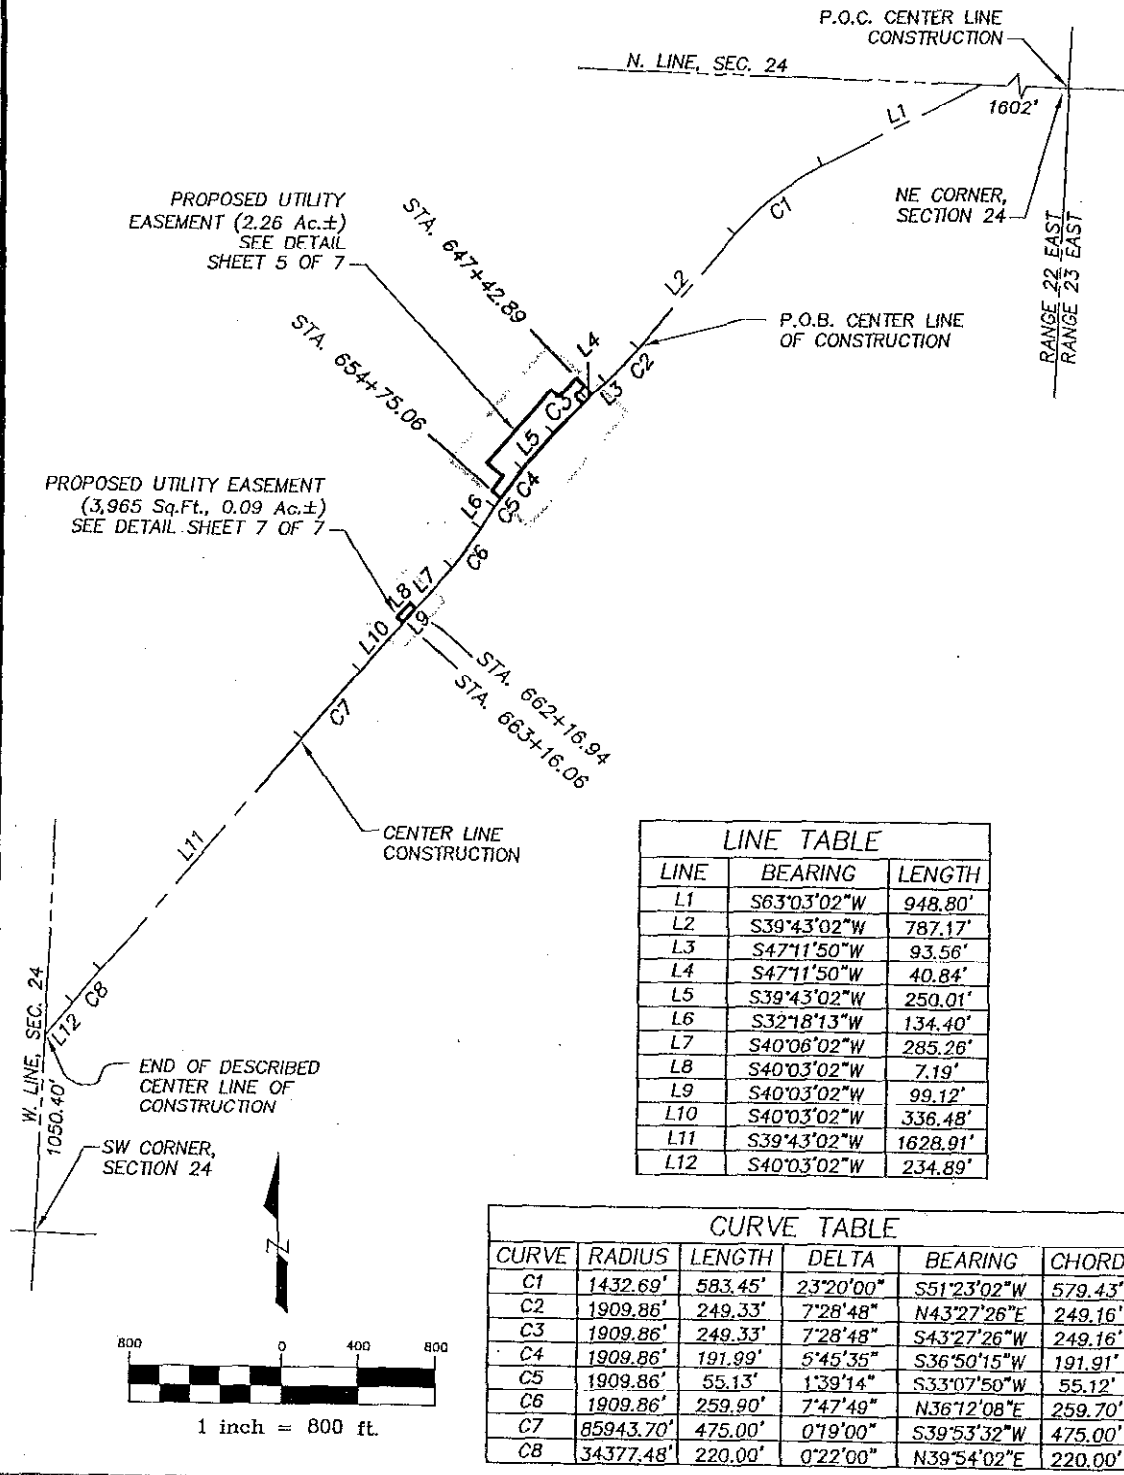 P.O.C. CENTER LINE
CONSTRUCTION
N. LINE, SEC. 24
1602'
L1
NE CORNER,
SECTION 24
RANGE 22 EAST
RANGE 23 EAST
C1
PROPOSED UTILITY
EASEMENT (2.26 Ac.±)
SEE DETAIL
SHEET 5 OF 7
STA. 647+42.89
L2
P.O.B. CENTER LINE
OF CONSTRUCTION
STA. 654+75.06
L4
C2
L3
C3
L5
C4
PROPOSED UTILITY EASEMENT
(3,965 Sq.Ft., 0.09 Ac.±)
SEE DETAIL SHEET 7 OF 7
L6
C5
C6
L7
L8
L9
L10
STA. 662+16.94
STA. 663+16.06
C7
CENTER LINE
CONSTRUCTION
L11
C8
L12
W. LINE, SEC. 24
1050.40'
END OF DESCRIBED
CENTER LINE OF
CONSTRUCTION
SW CORNER,
SECTION 24
N
800 0 400 800
1 inch = 800 ft.
LINE TABLE
LINE BEARING LENGTH
L1 S63°03'02"W 948.80'
L2 S39°43'02"W 787.17'
L3 S47°11'50"W 93.56'
L4 S47°11'50"W 40.84'
L5 S39°43'02"W 250.01'
L6 S32°18'13"W 134.40'
L7 S40°06'02"W 285.26'
L8 S40°03'02"W 7.19'
L9 S40°03'02"W 99.12'
L10 S40°03'02"W 336.48'
L11 S39°43'02"W 1628.91'
L12 S40°03'02"W 234.89'
CURVE TABLE
CURVE RADIUS LENGTH DELTA BEARING CHORD
C1 1432.69' 583.45' 23°20'00" S51°23'02"W 579.43'
C2 1909.86' 249.33' 7°28'48" N43°27'26"E 249.16'
C3 1909.86' 249.33' 7°28'48" S43°27'26"W 249.16'
C4 1909.86' 191.99' 5°45'35" S36°50'15"W 191.91'
C5 1909.86' 55.13' 1°39'14" S33°07'50"W 55.12'
C6 1909.86' 259.90' 7°47'49" N36°12'08"E 259.70'
C7 85943.70' 475.00' 0°19'00" S39°53'32"W 475.00'
C8 34377.48' 220.00' 0°22'00" N39°54'02"E 220.00'